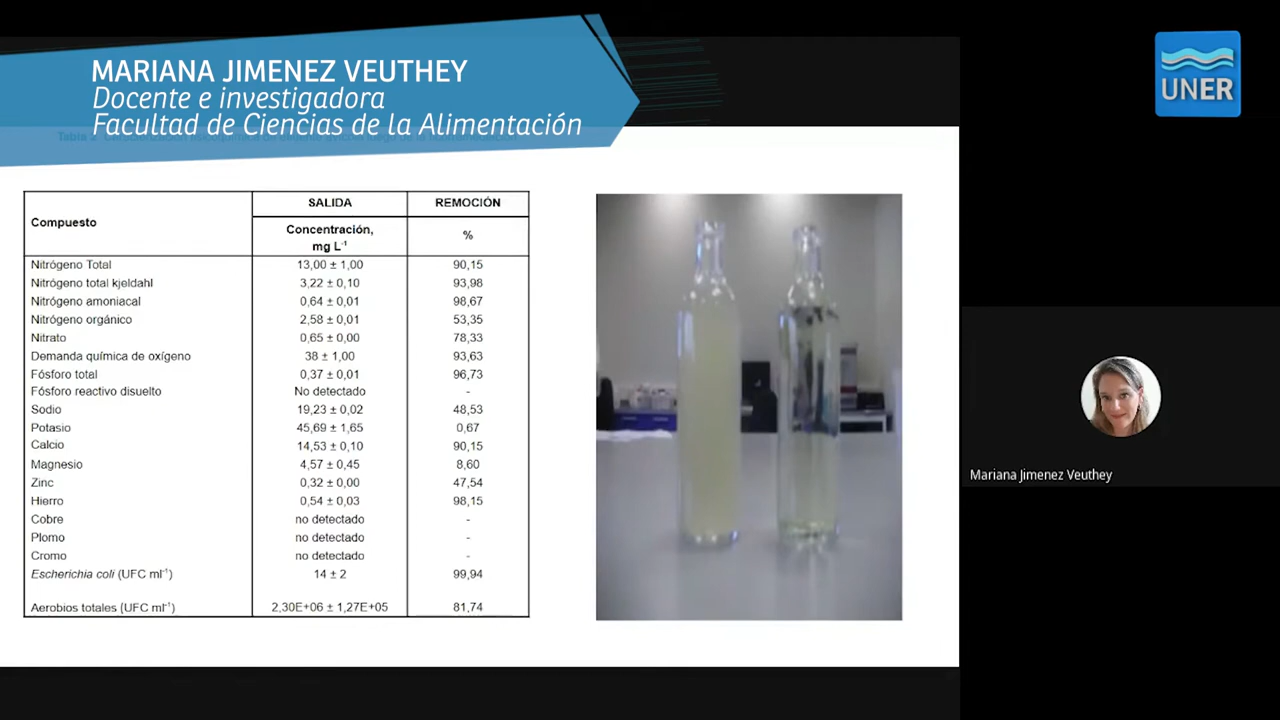 MARIANA JIMENEZ VEUTHEY
Docente e investigadora
Facultad de Ciencias de la Alimentación
UNER
Compuesto SALIDA REMOCIÓN
Concentración, mg L⁻¹ %
Nitrógeno Total 13,00 ± 1,00 90,15
Nitrógeno total kjeldahl 3,22 ± 0,10 93,98
Nitrógeno amoniacal 0,64 ± 0,01 98,67
Nitrógeno orgánico 2,58 ± 0,01 53,35
Nitrato 0,65 ± 0,00 78,33
Demanda química de oxígeno 38 ± 1,00 93,63
Fósforo total 0,37 ± 0,01 96,73
Fósforo reactivo disuelto No detectado -
Sodio 19,23 ± 0,02 48,53
Potasio 45,69 ± 1,65 0,67
Calcio 14,53 ± 0,10 90,15
Magnesio 4,57 ± 0,45 8,60
Zinc 0,32 ± 0,00 47,54
Hierro 0,54 ± 0,03 98,15
Cobre no detectado -
Plomo no detectado -
Cromo no detectado -
Escherichia coli (UFC ml⁻¹) 14 ± 2 99,94
Aerobios totales (UFC ml⁻¹) 2,30E+06 ± 1,27E+05 81,74
Mariana Jimenez Veuthey